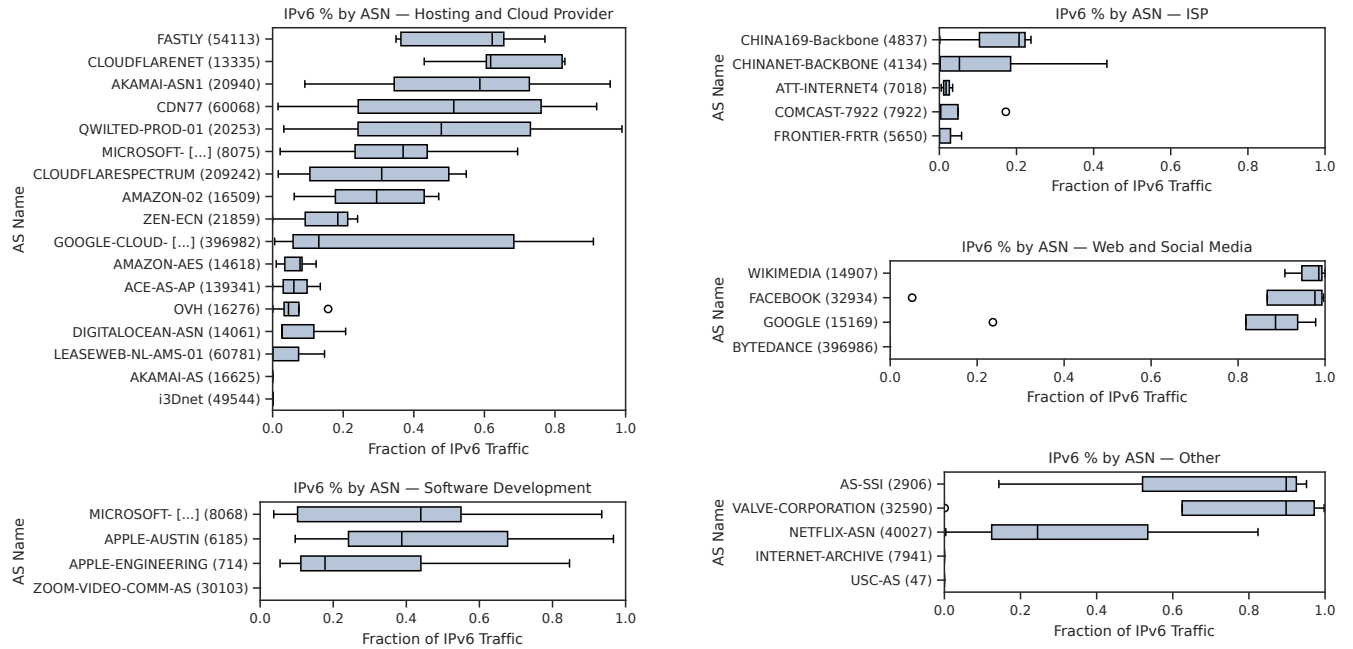 IPv6 % by ASN — Hosting and Cloud Provider
AS Name
FASTLY (54113)
CLOUDFLARENET (13335)
AKAMAI-ASN1 (20940)
CDN77 (60068)
QWILTED-PROD-01 (20253)
MICROSOFT- [...] (8075)
CLOUDFLARESPECTRUM (209242)
AMAZON-02 (16509)
ZEN-ECN (21859)
GOOGLE-CLOUD- [...] (396982)
AMAZON-AES (14618)
ACE-AS-AP (139341)
OVH (16276)
DIGITALOCEAN-ASN (14061)
LEASEWEB-NL-AMS-01 (60781)
AKAMAI-AS (16625)
i3Dnet (49544)
0.0 0.2 0.4 0.6 0.8 1.0
Fraction of IPv6 Traffic
IPv6 % by ASN — Software Development
AS Name
MICROSOFT- [...] (8068)
APPLE-AUSTIN (6185)
APPLE-ENGINEERING (714)
ZOOM-VIDEO-COMM-AS (30103)
0.0 0.2 0.4 0.6 0.8 1.0
Fraction of IPv6 Traffic
IPv6 % by ASN — ISP
AS Name
CHINA169-Backbone (4837)
CHINANET-BACKBONE (4134)
ATT-INTERNET4 (7018)
COMCAST-7922 (7922)
FRONTIER-FRTR (5650)
0.0 0.2 0.4 0.6 0.8 1.0
Fraction of IPv6 Traffic
IPv6 % by ASN — Web and Social Media
AS Name
WIKIMEDIA (14907)
FACEBOOK (32934)
GOOGLE (15169)
BYTEDANCE (396986)
0.0 0.2 0.4 0.6 0.8 1.0
Fraction of IPv6 Traffic
IPv6 % by ASN — Other
AS Name
AS-SSI (2906)
VALVE-CORPORATION (32590)
NETFLIX-ASN (40027)
INTERNET-ARCHIVE (7941)
USC-AS (47)
0.0 0.2 0.4 0.6 0.8 1.0
Fraction of IPv6 Traffic